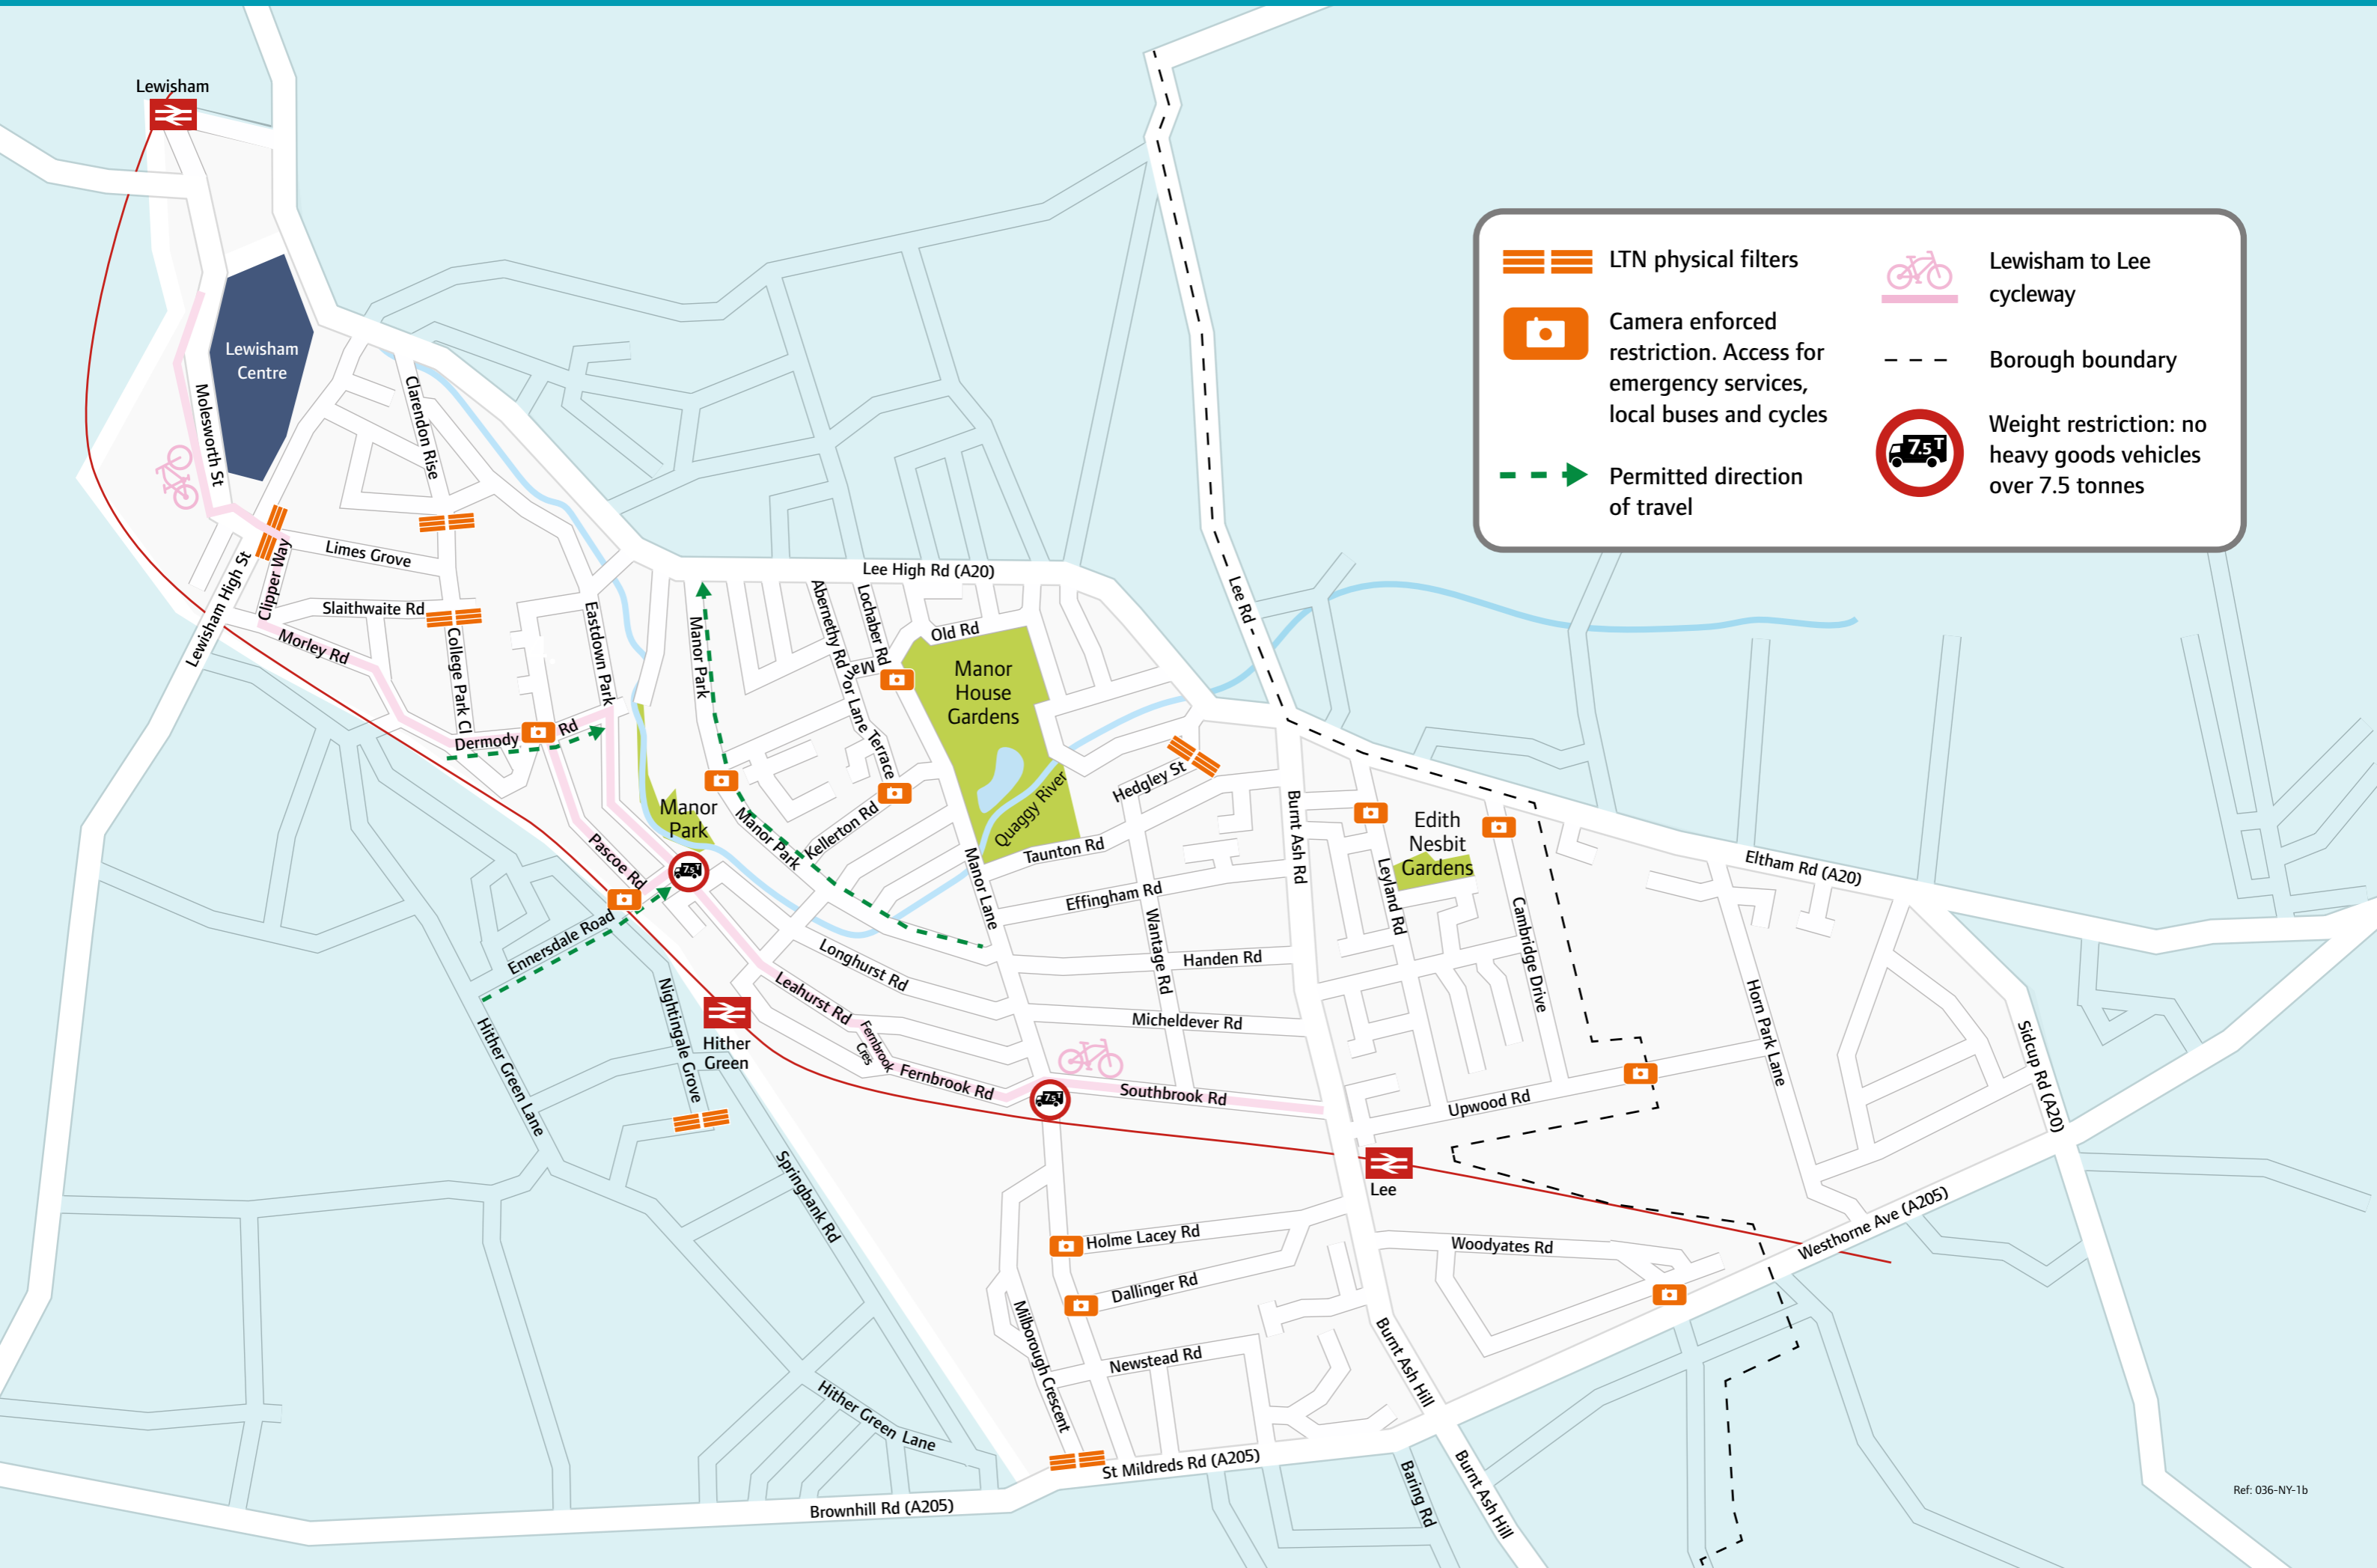 Lewisham
Lewisham
Centre
Molesworth St
Clarendon Rise
Lewisham High St
Clipper Way
Limes Grove
Slaithwaite Rd
Morley Rd
College Park Cl
Eastdown Park
Dermody Rd
Pascoe Rd
Ennersdale Road
Hither Green Lane
Nightingale Grove
Hither
Green
Springbank Rd
Hither Green Lane
Brownhill Rd (A205)
Manor Park
Manor
Park
Manor Park
Kellerton Rd
Abernethy Rd
Lochaber Rd
Manor Lane Terrace
Lee High Rd (A20)
Old Rd
Manor
House
Gardens
Quaggy River
Manor Lane
Taunton Rd
Hedgley St
Effingham Rd
Wantage Rd
Handen Rd
Micheldever Rd
Longhurst Rd
Leahurst Rd
Fernbrook
Cres
Fernbrook Rd
Southbrook Rd
Lee Rd
Burnt Ash Rd
Leyland Rd
Edith
Nesbit
Gardens
Cambridge Drive
Upwood Rd
Eltham Rd (A20)
Horn Park Lane
Sidcup Rd (A20)
Westhorne Ave (A205)
Lee
Holme Lacey Rd
Dallinger Rd
Newstead Rd
Milborough Crescent
Woodyates Rd
Burnt Ash Hill
St Mildreds Rd (A205)
Baring Rd
Burnt Ash Hill
7.5T
7.5T
LTN physical filters
Camera enforced
restriction. Access for
emergency services,
local buses and cycles
Permitted direction
of travel
Lewisham to Lee
cycleway
Borough boundary
7.5T
Weight restriction: no
heavy goods vehicles
over 7.5 tonnes
Ref: 036-NY-1b